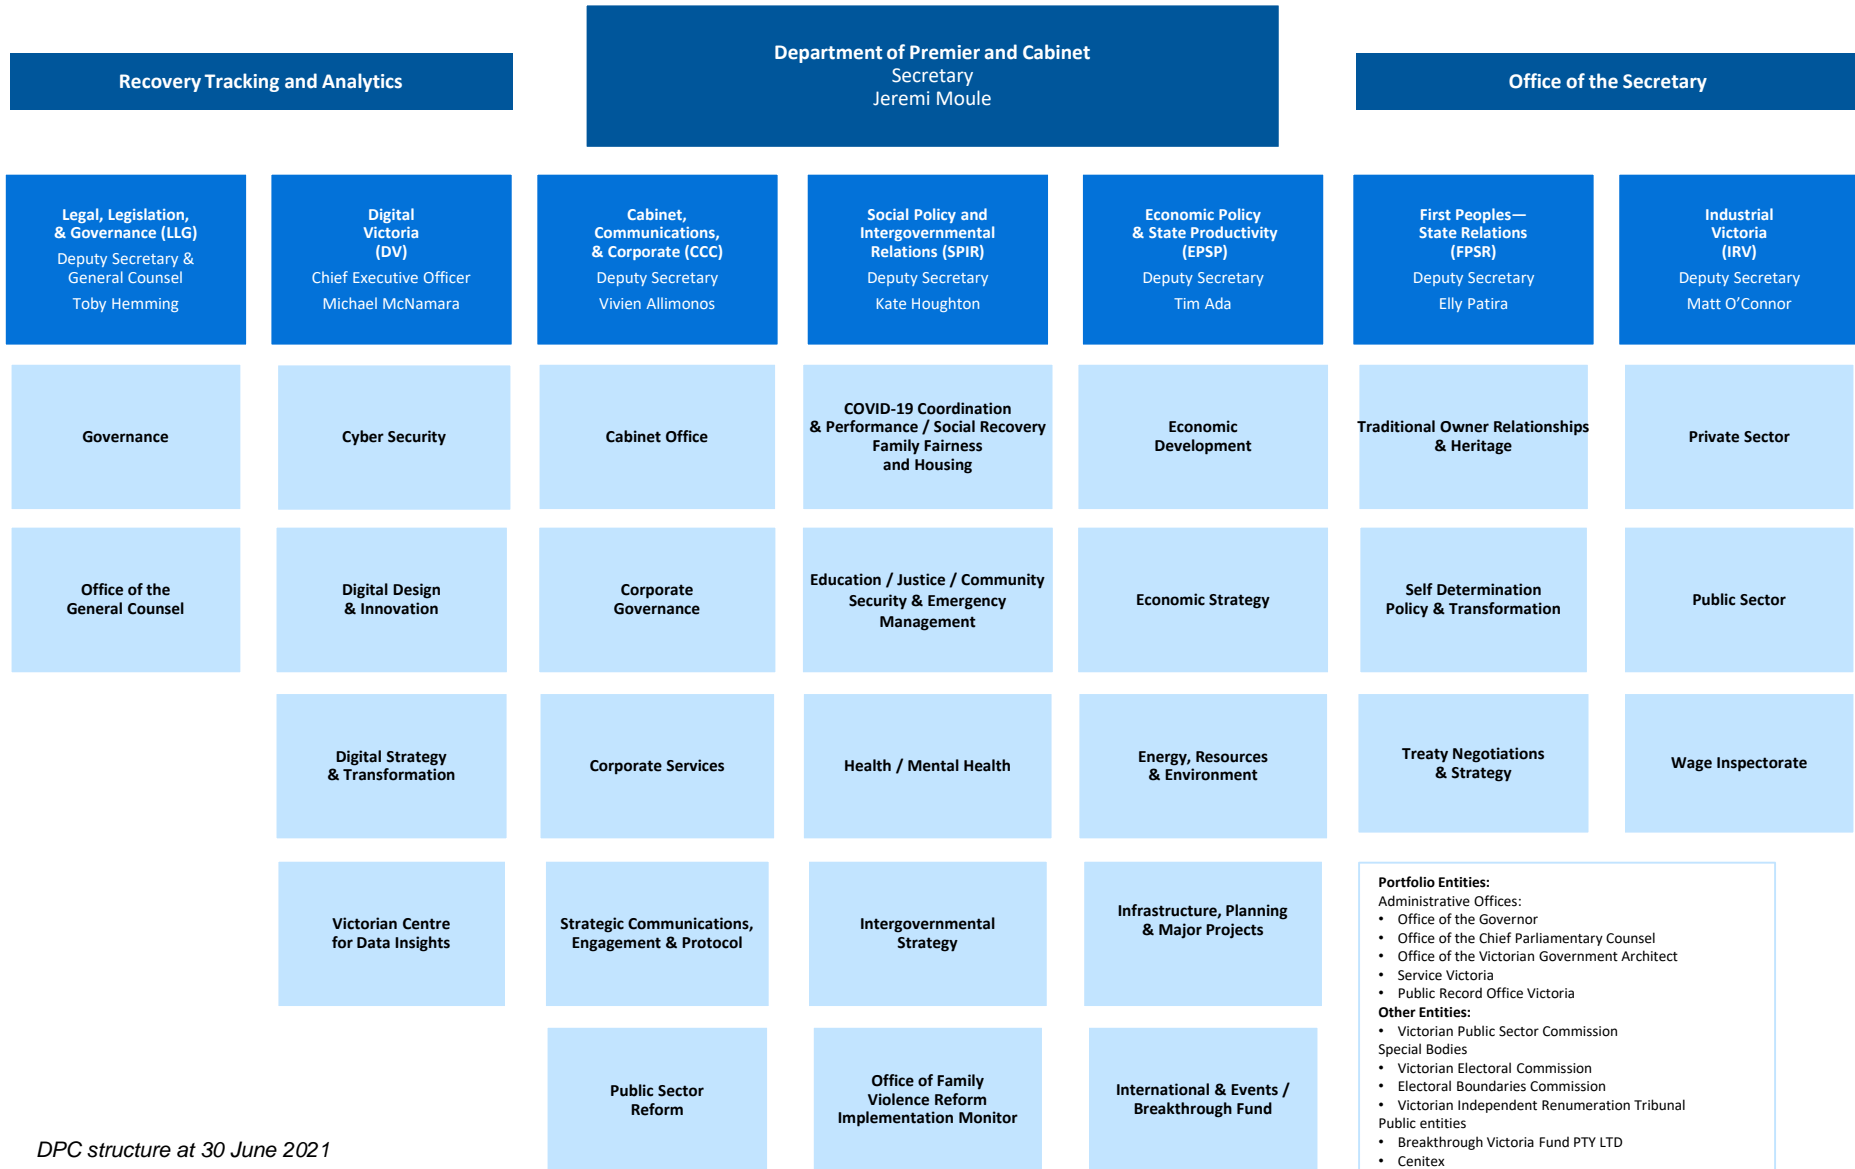 Recovery Tracking and Analytics
Department of Premier and Cabinet
Secretary
Jeremi Moule
Office of the Secretary
Legal, Legislation,
& Governance (LLG)
Deputy Secretary &
General Counsel
Toby Hemming
Digital
Victoria
(DV)
Chief Executive Officer
Michael McNamara
Cabinet,
Communications,
& Corporate (CCC)
Deputy Secretary
Vivien Allimonos
Social Policy and
Intergovernmental
Relations (SPIR)
Deputy Secretary
Kate Houghton
Economic Policy
& State Productivity
(EPSP)
Deputy Secretary
Tim Ada
First Peoples—
State Relations
(FPSR)
Deputy Secretary
Elly Patira
Industrial
Victoria
(IRV)
Deputy Secretary
Matt O’Connor
Governance
Cyber Security
Cabinet Office
COVID-19 Coordination
& Performance / Social Recovery
Family Fairness
and Housing
Economic
Development
Traditional Owner Relationships
& Heritage
Private Sector
Office of the
General Counsel
Digital Design
& Innovation
Corporate
Governance
Education / Justice / Community
Security & Emergency
Management
Economic Strategy
Self Determination
Policy & Transformation
Public Sector
Digital Strategy
& Transformation
Corporate Services
Health / Mental Health
Energy, Resources
& Environment
Treaty Negotiations
& Strategy
Wage Inspectorate
Victorian Centre
for Data Insights
Strategic Communications,
Engagement & Protocol
Intergovernmental
Strategy
Infrastructure, Planning
& Major Projects
Public Sector
Reform
Office of Family
Violence Reform
Implementation Monitor
International & Events /
Breakthrough Fund
Portfolio Entities:
Administrative Offices:
• Office of the Governor
• Office of the Chief Parliamentary Counsel
• Office of the Victorian Government Architect
• Service Victoria
• Public Record Office Victoria
Other Entities:
• Victorian Public Sector Commission
Special Bodies
• Victorian Electoral Commission
• Electoral Boundaries Commission
• Victorian Independent Renumeration Tribunal
Public entities
• Breakthrough Victoria Fund PTY LTD
• Cenitex
DPC structure at 30 June 2021